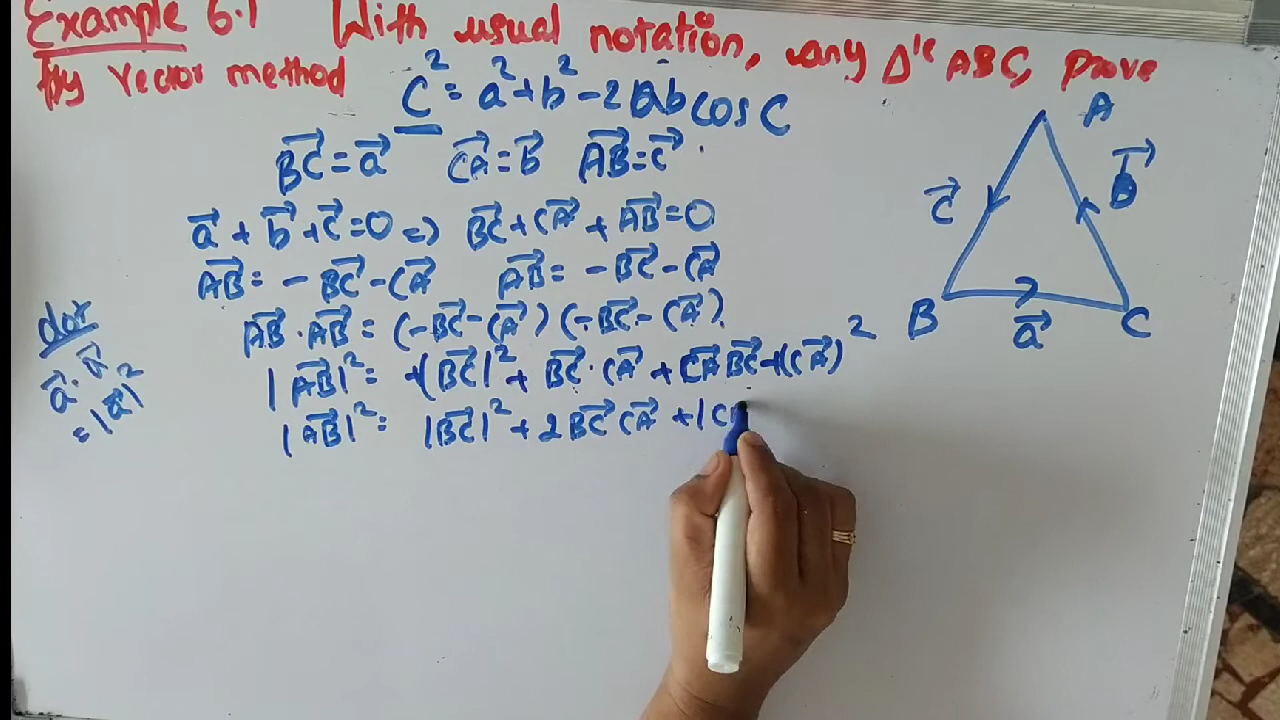 Example 6.1 With usual notation, any Δ'le ABC, prove
by vector method
c² = a² + b² - 2ab cos C
BC⃗ = a⃗ CA⃗ = b⃗ AB⃗ = c⃗
a⃗ + b⃗ + c⃗ = 0 => BC⃗ + CA⃗ + AB⃗ = 0
AB⃗ = - BC⃗ - CA⃗ AB⃗ = - BC⃗ - CA⃗
AB⃗ · AB⃗ = (-BC⃗ - CA⃗) (-BC⃗ - CA⃗)
|AB⃗|² = +(BC⃗|² + BC⃗ · CA⃗ + CA⃗ BC⃗ + (CA⃗)²
|AB⃗|² = |BC⃗|² + 2 BC⃗ CA⃗ + |C
dot
a⃗ · a⃗
= |a⃗|²
A
c⃗
b⃗
B
a⃗
C